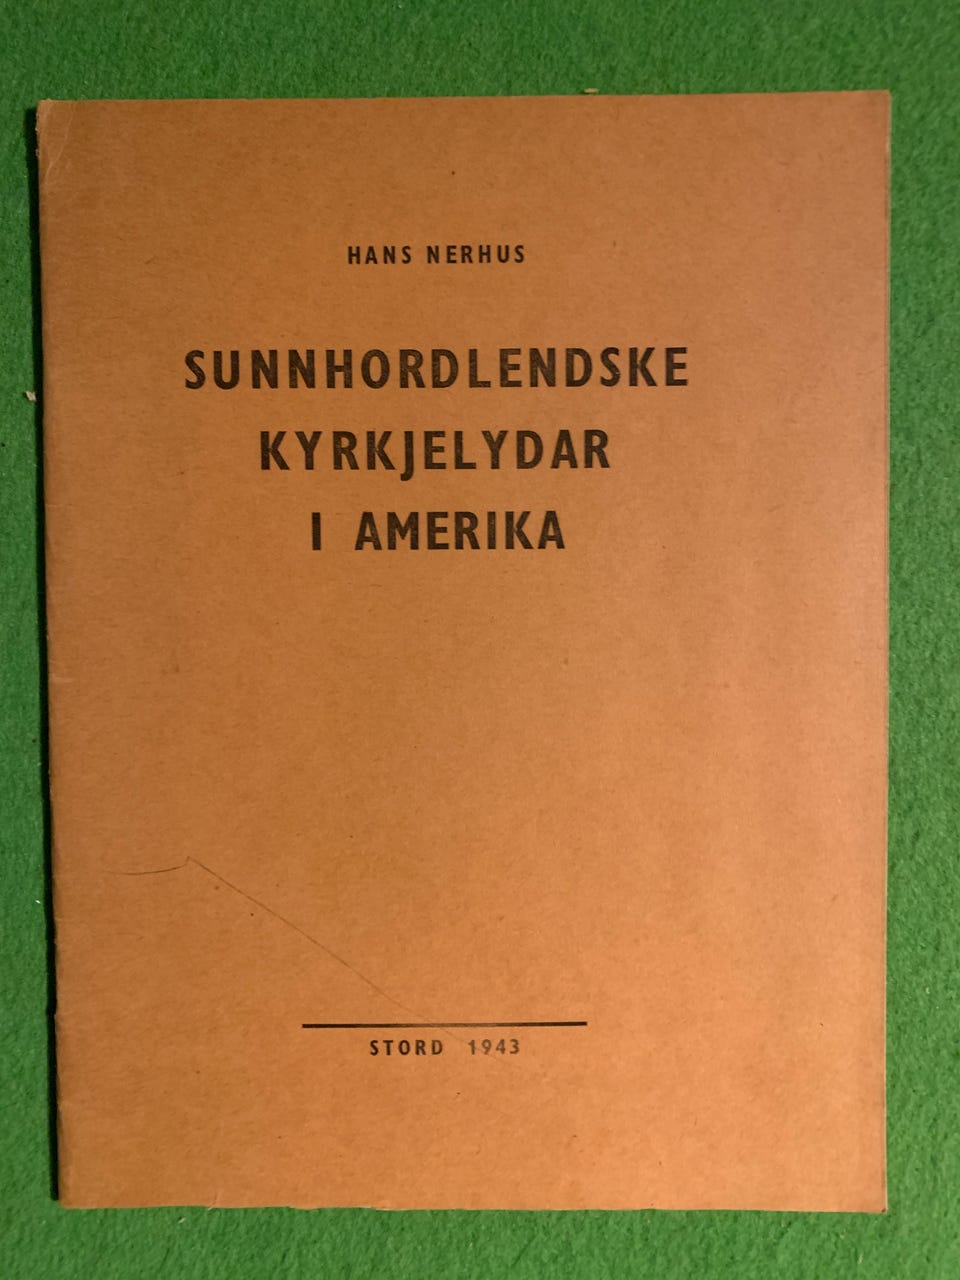 HANS NERHUS
SUNNHORDLENDSKE
KYRKJELYDAR
I AMERIKA
STORD 1943